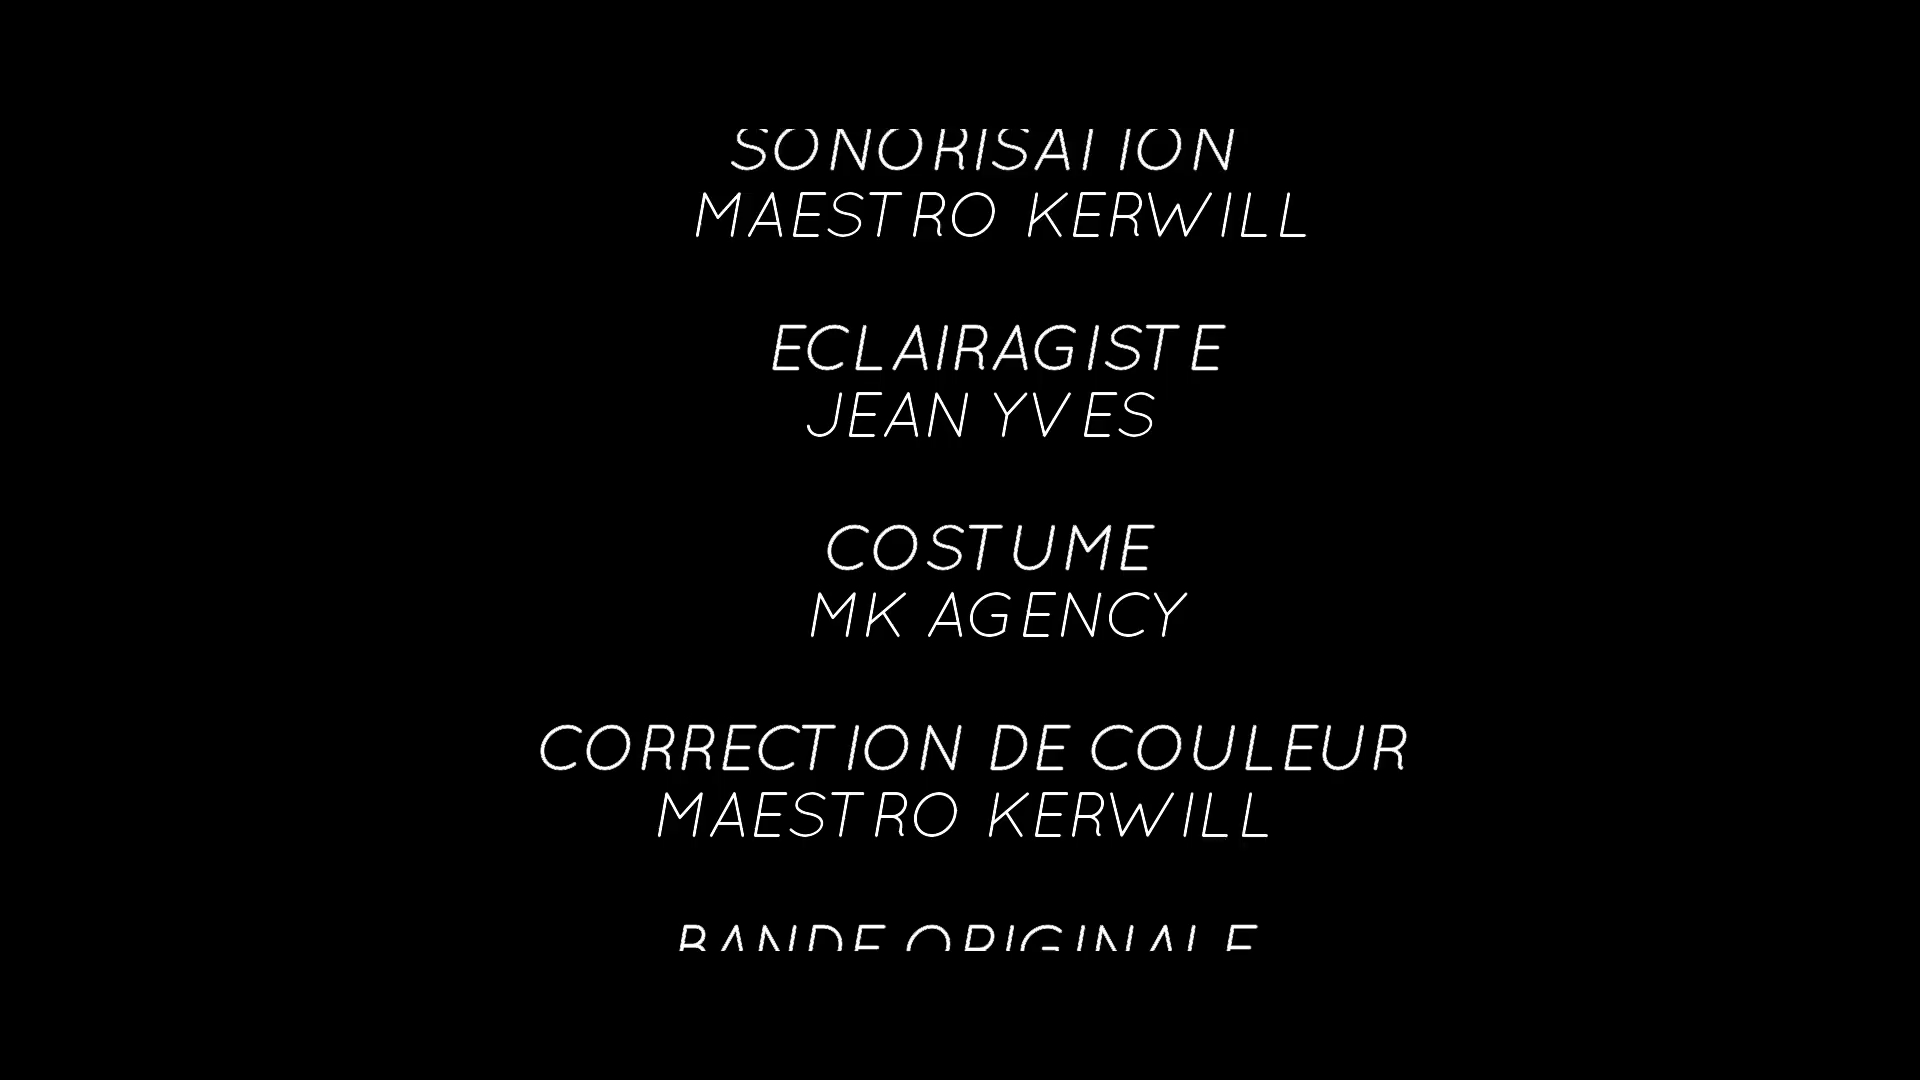 SONORISATION
MAESTRO KERWILL
ECLAIRAGISTE
JEAN YVES
COSTUME
MK AGENCY
CORRECTION DE COULEUR
MAESTRO KERWILL
BANDE ORIGINALE